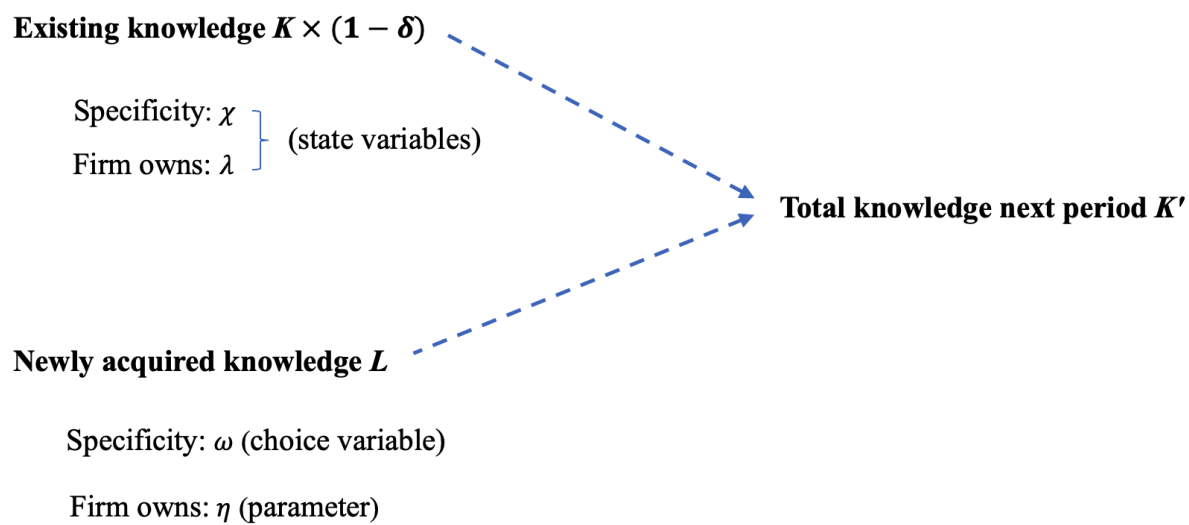 Existing knowledge K × (1 − δ)
Specificity: χ
(state variables)
Firm owns: λ
Total knowledge next period K′
Newly acquired knowledge L
Specificity: ω (choice variable)
Firm owns: η (parameter)